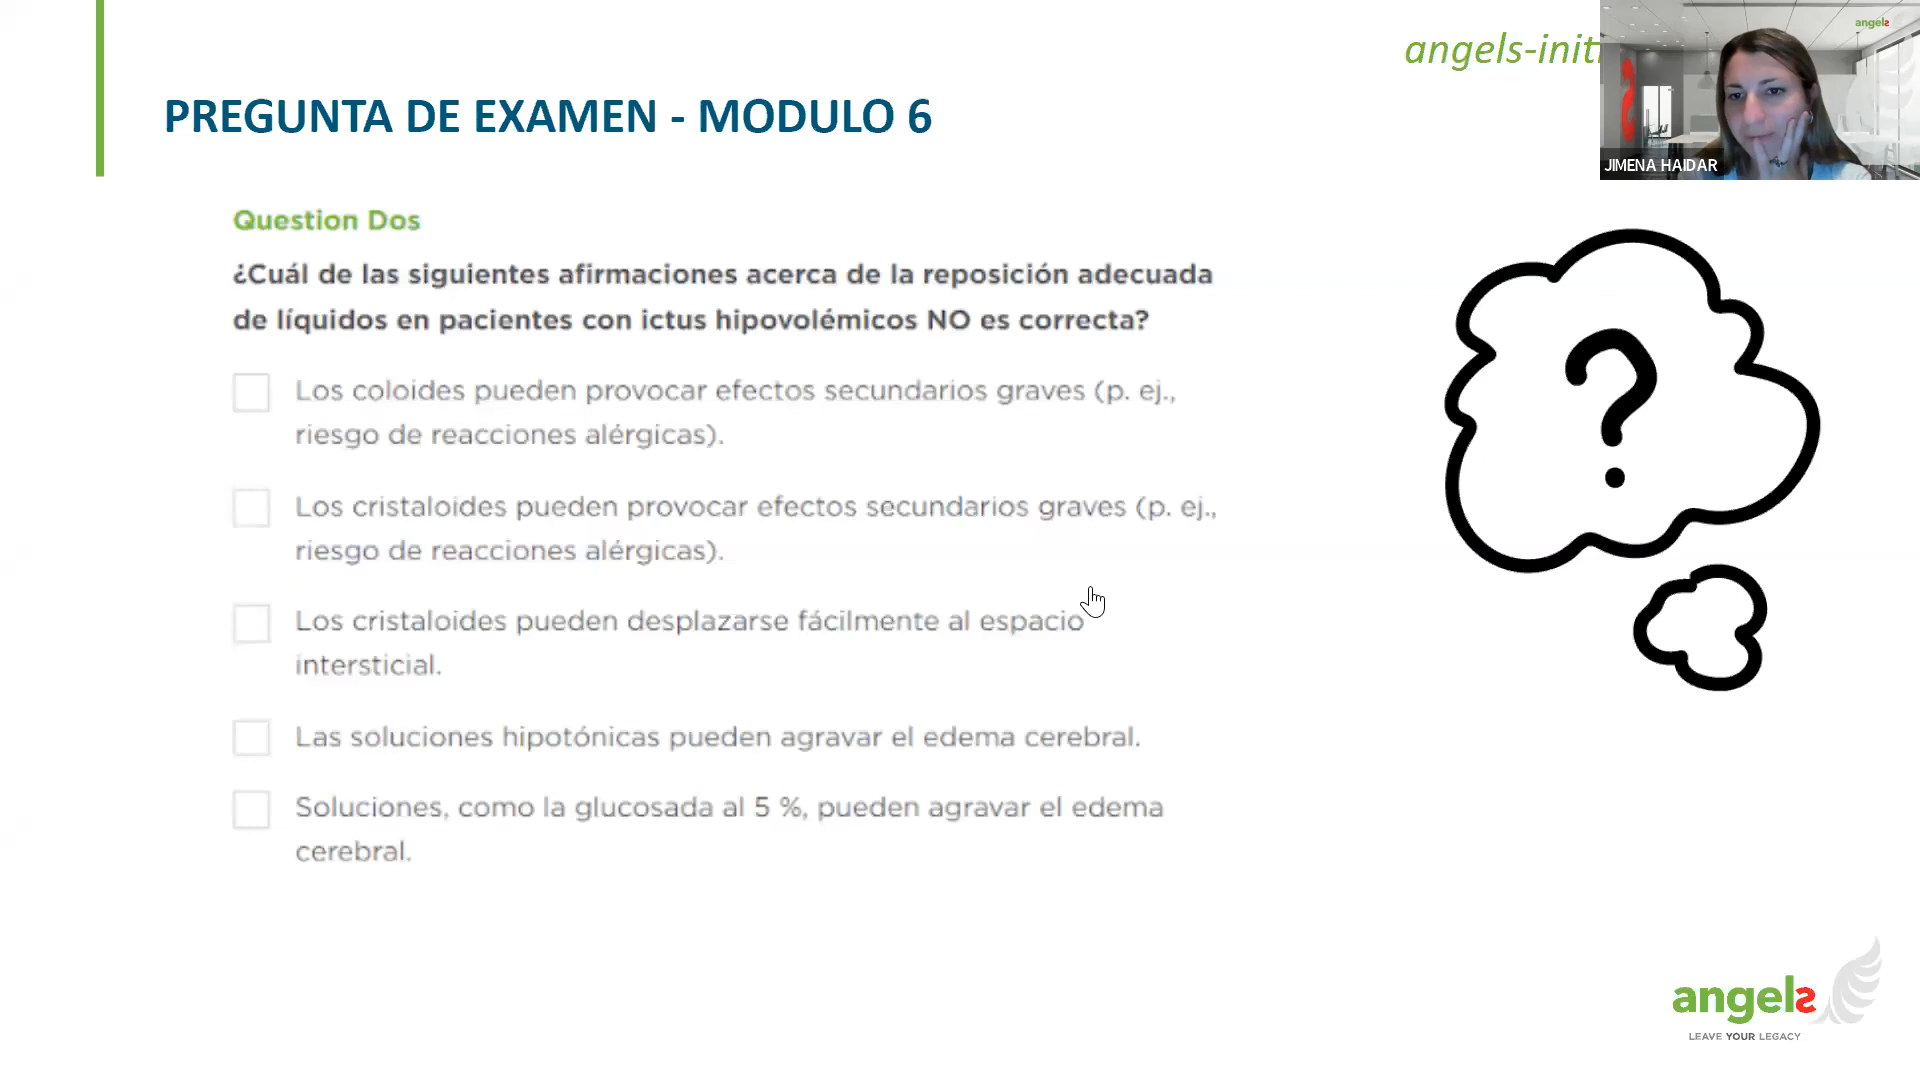 angels-initi
angels
JIMENA HAIDAR
PREGUNTA DE EXAMEN - MODULO 6
Question Dos
¿Cuál de las siguientes afirmaciones acerca de la reposición adecuada
de líquidos en pacientes con ictus hipovolémicos NO es correcta?
Los coloides pueden provocar efectos secundarios graves (p. ej.,
riesgo de reacciones alérgicas).
Los cristaloides pueden provocar efectos secundarios graves (p. ej.,
riesgo de reacciones alérgicas).
Los cristaloides pueden desplazarse fácilmente al espacio
intersticial.
Las soluciones hipotónicas pueden agravar el edema cerebral.
Soluciones, como la glucosada al 5 %, pueden agravar el edema
cerebral.
?
angels
LEAVE YOUR LEGACY